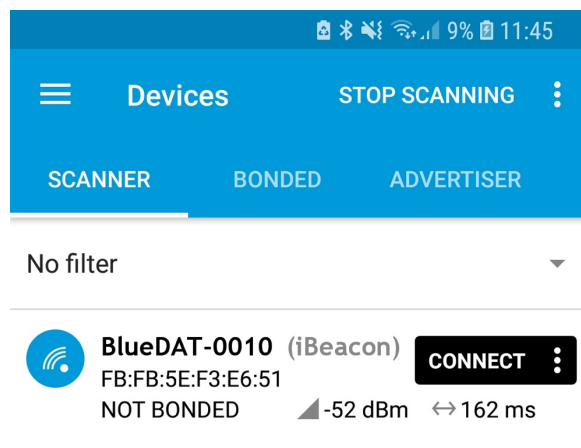 9% 11:45
Devices STOP SCANNING
SCANNER BONDED ADVERTISER
No filter
BlueDAT-0010 (iBeacon) CONNECT
FB:FB:5E:F3:E6:51
NOT BONDED -52 dBm 162 ms